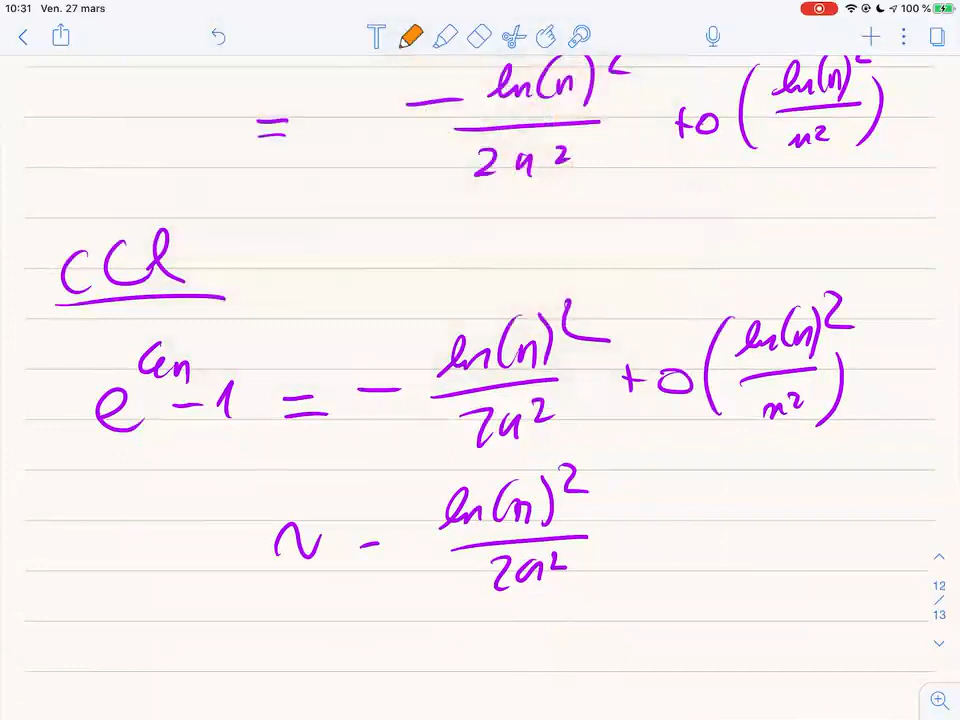 10:31 Ven. 27 mars 100 %
= − ln(n)² / 2n² + o(ln(n)² / n²)
CCl
e^{an} − 1 = − ln(n)² / 2n² + o(ln(n)² / n²)
~ − ln(n)² / 2n²
12
/
13